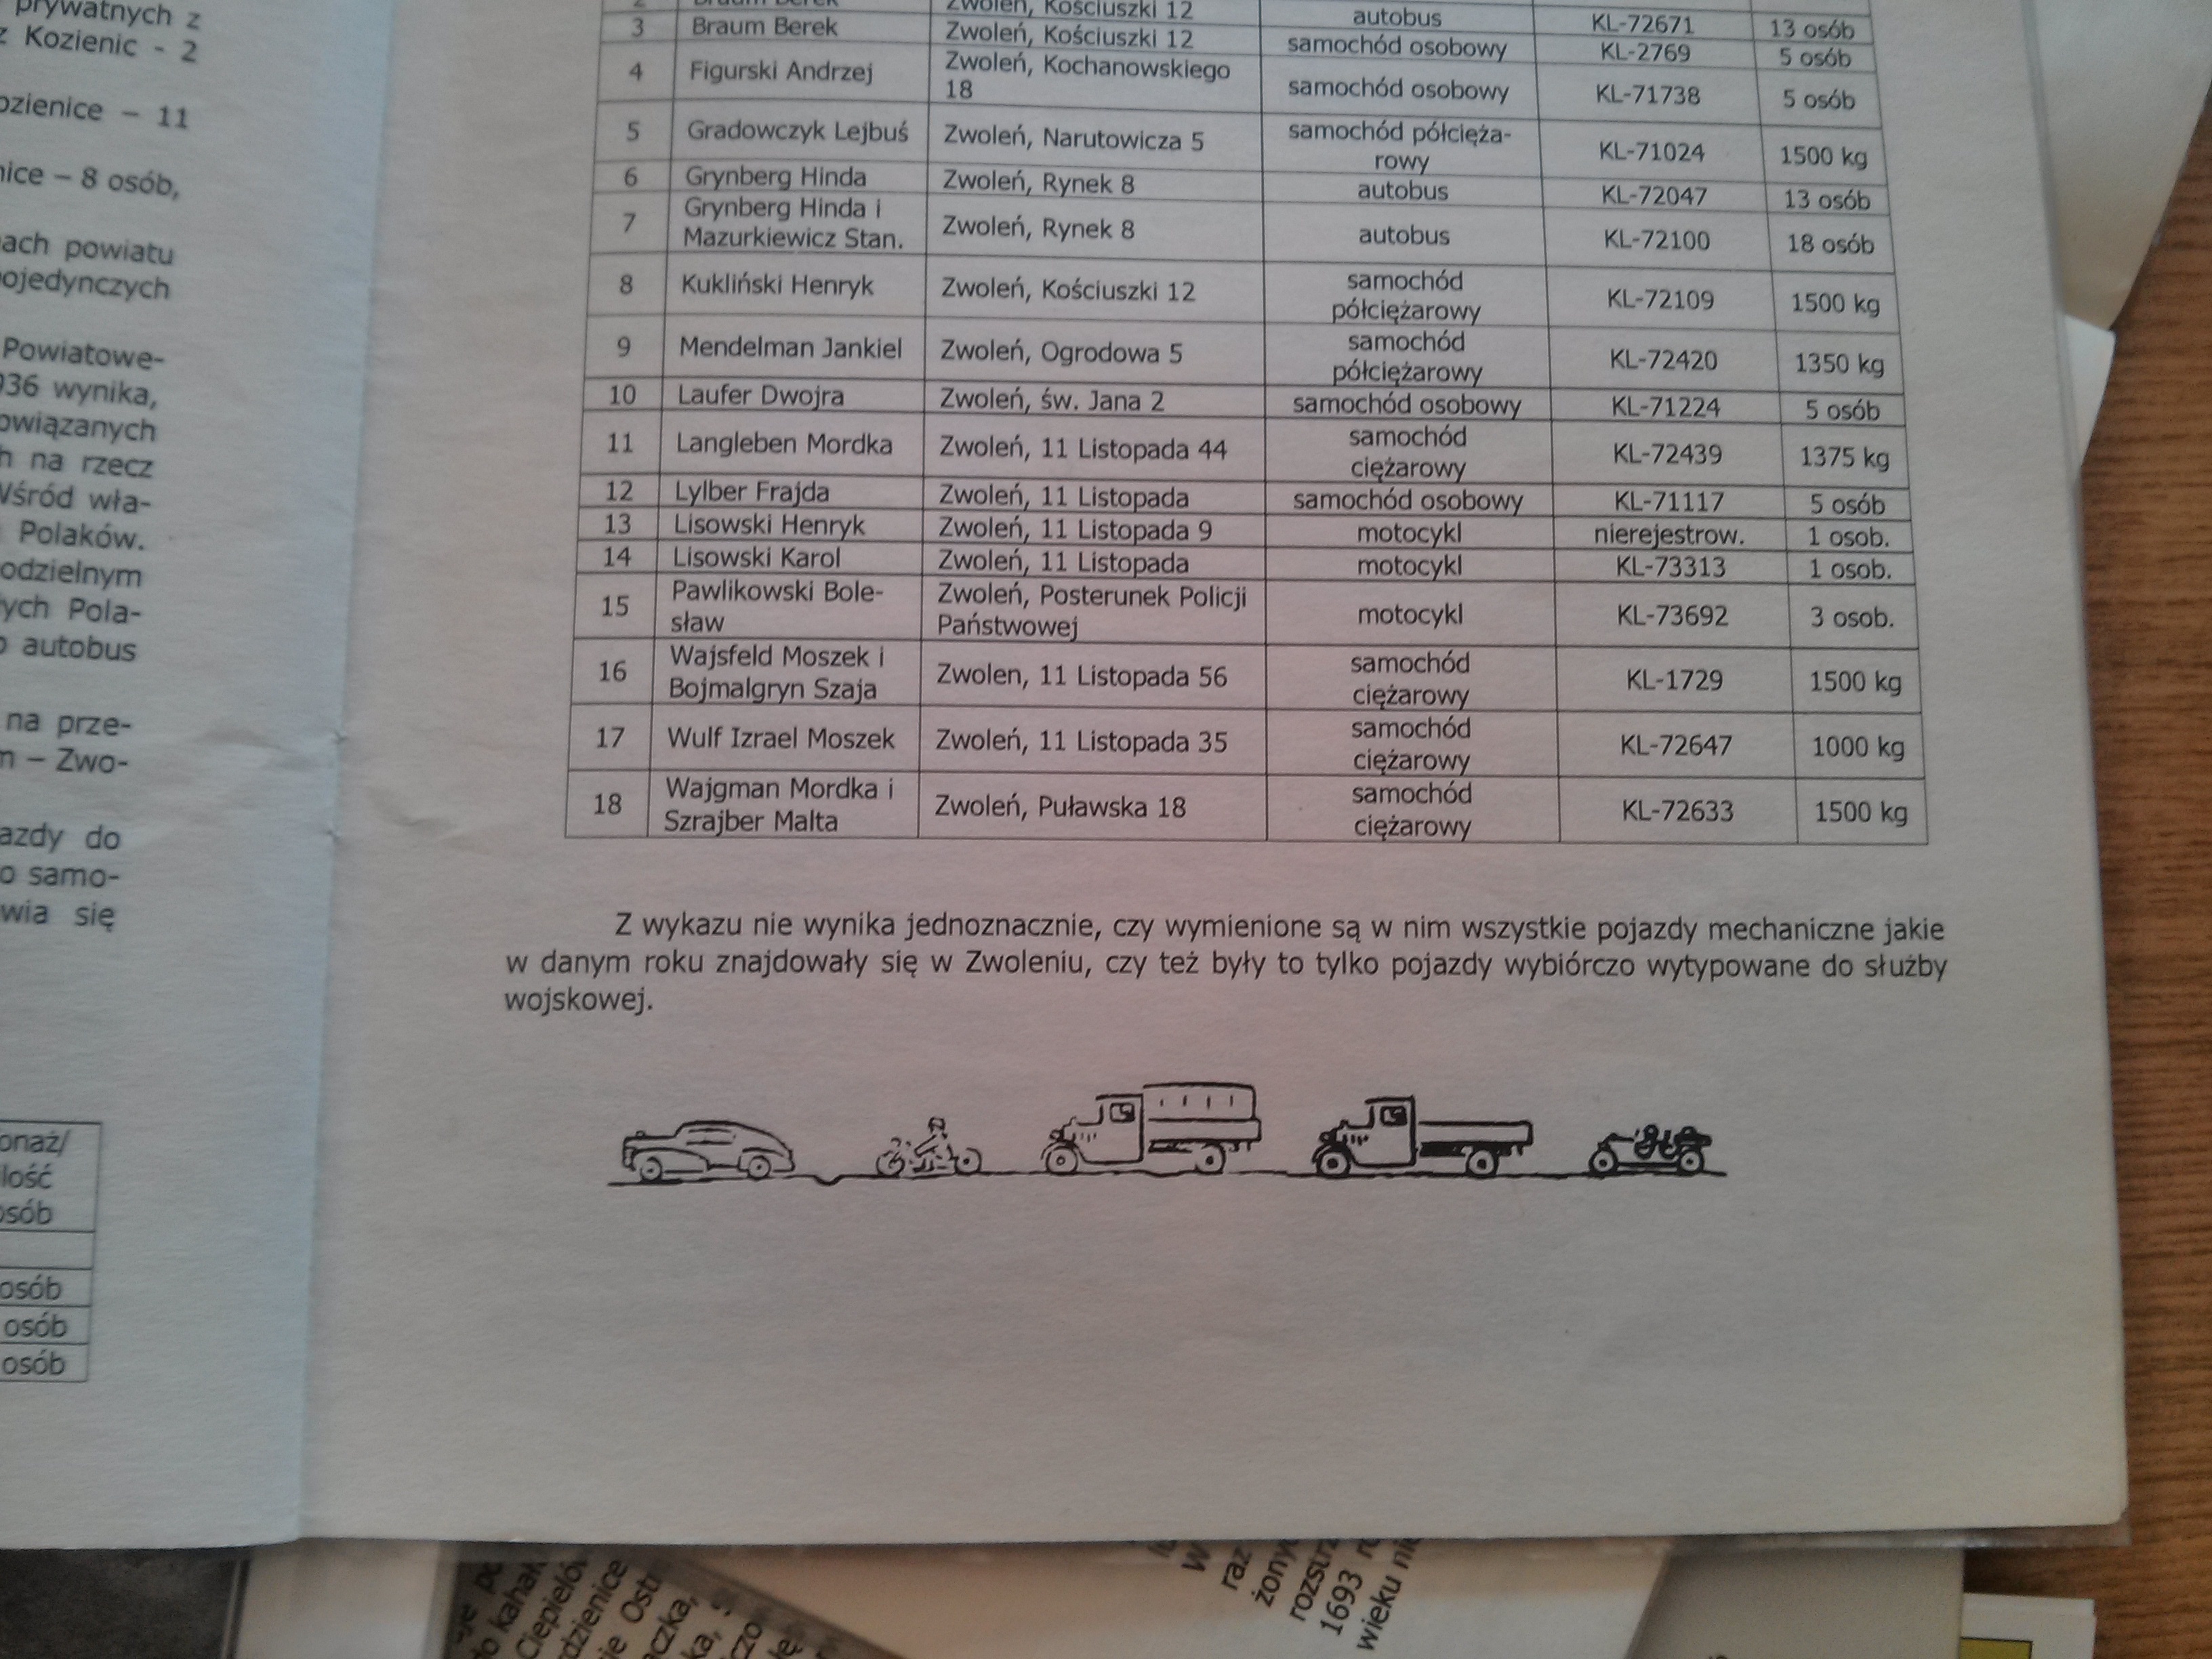 prywatnych z
z Kozienic - 2
ozienice – 11
nice – 8 osób,
ach powiatu
ojedynczych
Powiatowe-
936 wynika,
owiązanych
h na rzecz
Wśród wła-
Polaków.
odzielnym
ych Pola-
autobus
na prze-
m – Zwo-
azdy do
o samo-
wia się
onaż/
ilość
osób
osób
osób
osób
2 Braum Berek Zwoleń, Kościuszki 12 autobus KL-72671 13 osób
3 Braum Berek Zwoleń, Kościuszki 12 samochód osobowy KL-2769 5 osób
4 Figurski Andrzej Zwoleń, Kochanowskiego
18 samochód osobowy KL-71738 5 osób
5 Gradowczyk Lejbuś Zwoleń, Narutowicza 5 samochód półcięża-
rowy KL-71024 1500 kg
6 Grynberg Hinda Zwoleń, Rynek 8 autobus KL-72047 13 osób
7 Grynberg Hinda i
Mazurkiewicz Stan. Zwoleń, Rynek 8 autobus KL-72100 18 osób
8 Kukliński Henryk Zwoleń, Kościuszki 12 samochód
półciężarowy KL-72109 1500 kg
9 Mendelman Jankiel Zwoleń, Ogrodowa 5 samochód
półciężarowy KL-72420 1350 kg
10 Laufer Dwojra Zwoleń, św. Jana 2 samochód osobowy KL-71224 5 osób
11 Langleben Mordka Zwoleń, 11 Listopada 44 samochód
ciężarowy KL-72439 1375 kg
12 Lylber Frajda Zwoleń, 11 Listopada samochód osobowy KL-71117 5 osób
13 Lisowski Henryk Zwoleń, 11 Listopada 9 motocykl nierejestrow. 1 osob.
14 Lisowski Karol Zwoleń, 11 Listopada motocykl KL-73313 1 osob.
15 Pawlikowski Bole-
sław Zwoleń, Posterunek Policji
Państwowej motocykl KL-73692 3 osob.
16 Wajsfeld Moszek i
Bojmalgryn Szaja Zwolen, 11 Listopada 56 samochód
ciężarowy KL-1729 1500 kg
17 Wulf Izrael Moszek Zwoleń, 11 Listopada 35 samochód
ciężarowy KL-72647 1000 kg
18 Wajgman Mordka i
Szrajber Malta Zwoleń, Puławska 18 samochód
ciężarowy KL-72633 1500 kg
Z wykazu nie wynika jednoznacznie, czy wymienione są w nim wszystkie pojazdy mechaniczne jakie
w danym roku znajdowały się w Zwoleniu, czy też były to tylko pojazdy wybiórczo wytypowane do służby
wojskowej.
raz
żony
rozstrz
1693
wieku